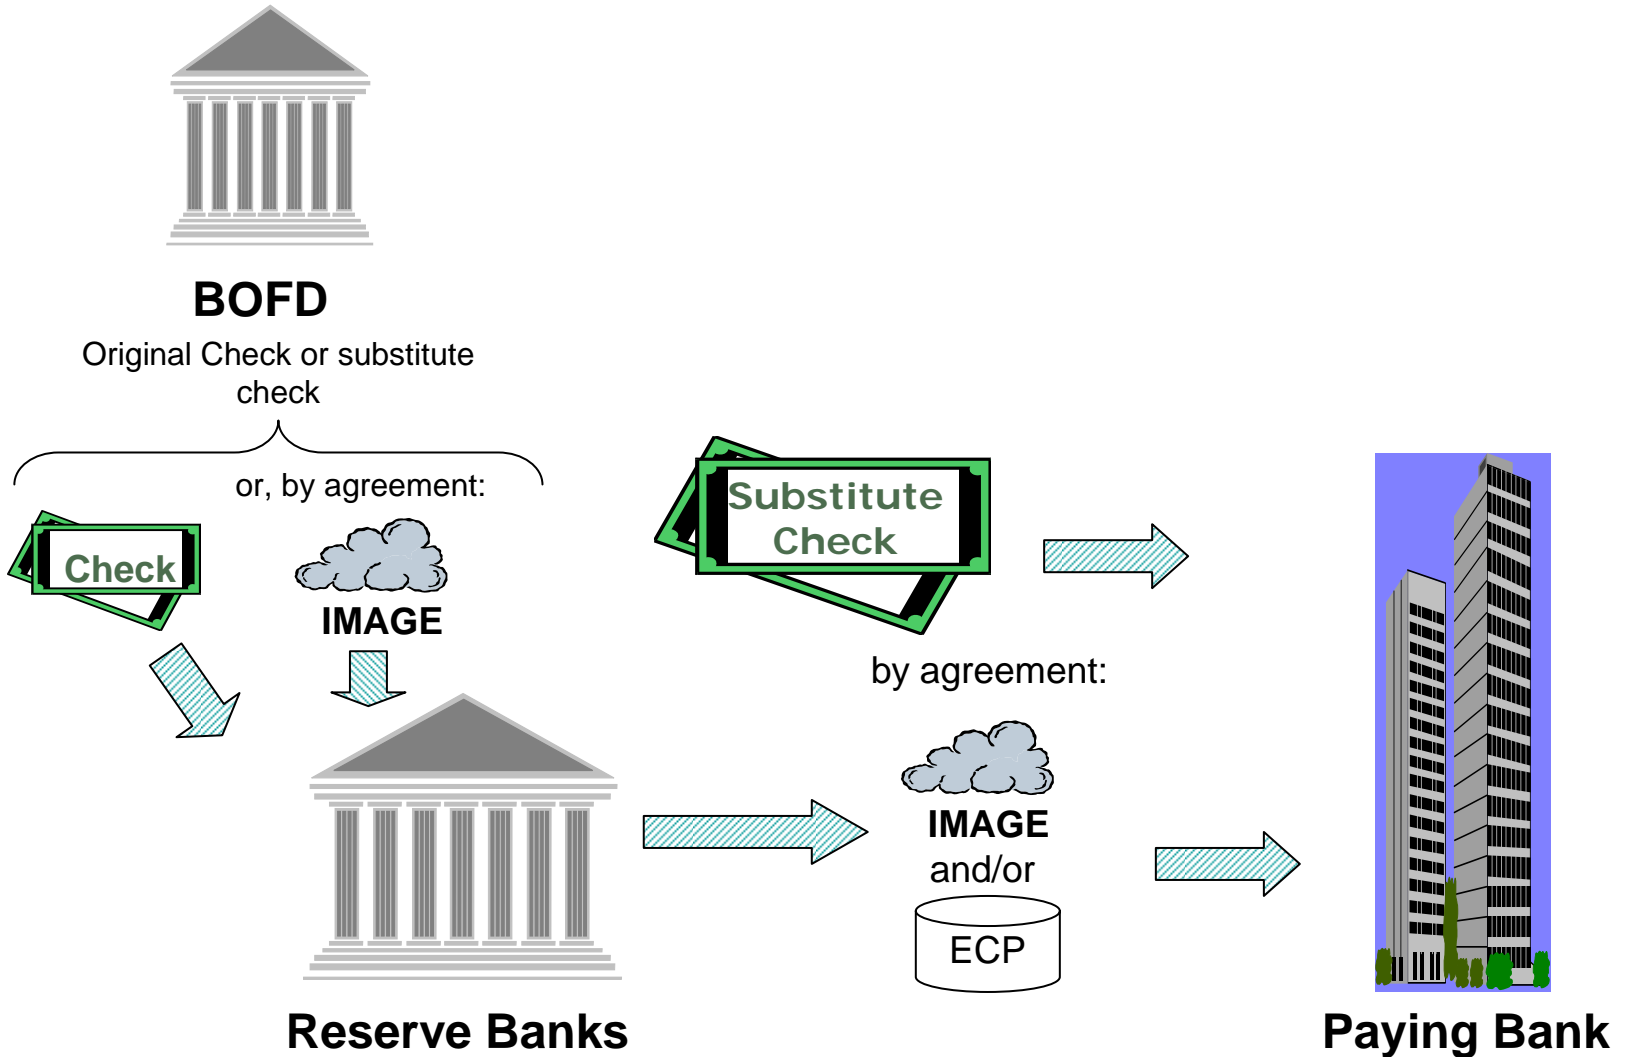 BOFD
Original Check or substitute
check
or, by agreement:
Check
IMAGE
Substitute
Check
by agreement:
IMAGE
and/or
ECP
Reserve Banks
Paying Bank